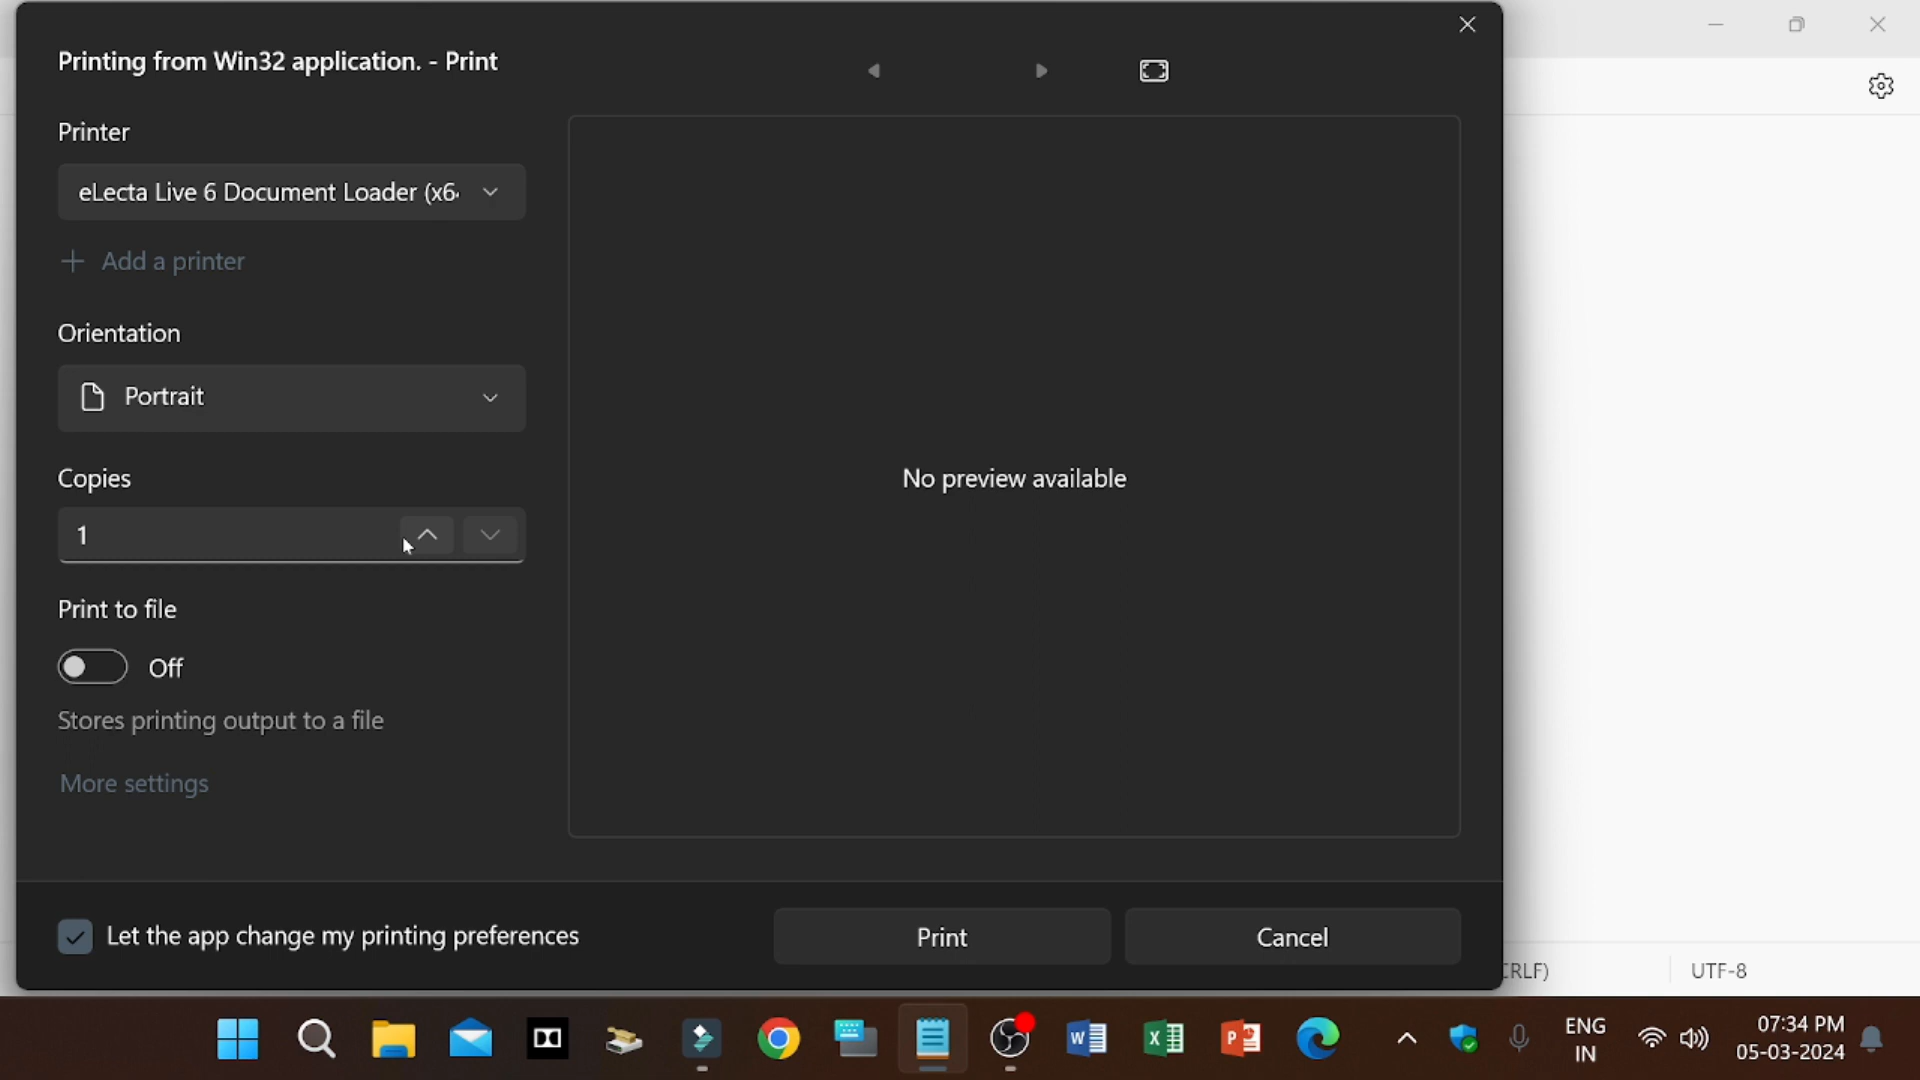 Printing from Win32 application. - Print
Printer
eLecta Live 6 Document Loader (x6
Add a printer
Orientation
Portrait
Copies
1
Print to file
Off
Stores printing output to a file
More settings
No preview available
Let the app change my printing preferences
Print
Cancel
CRLF)
UTF-8
ENG
IN
07:34 PM
05-03-2024